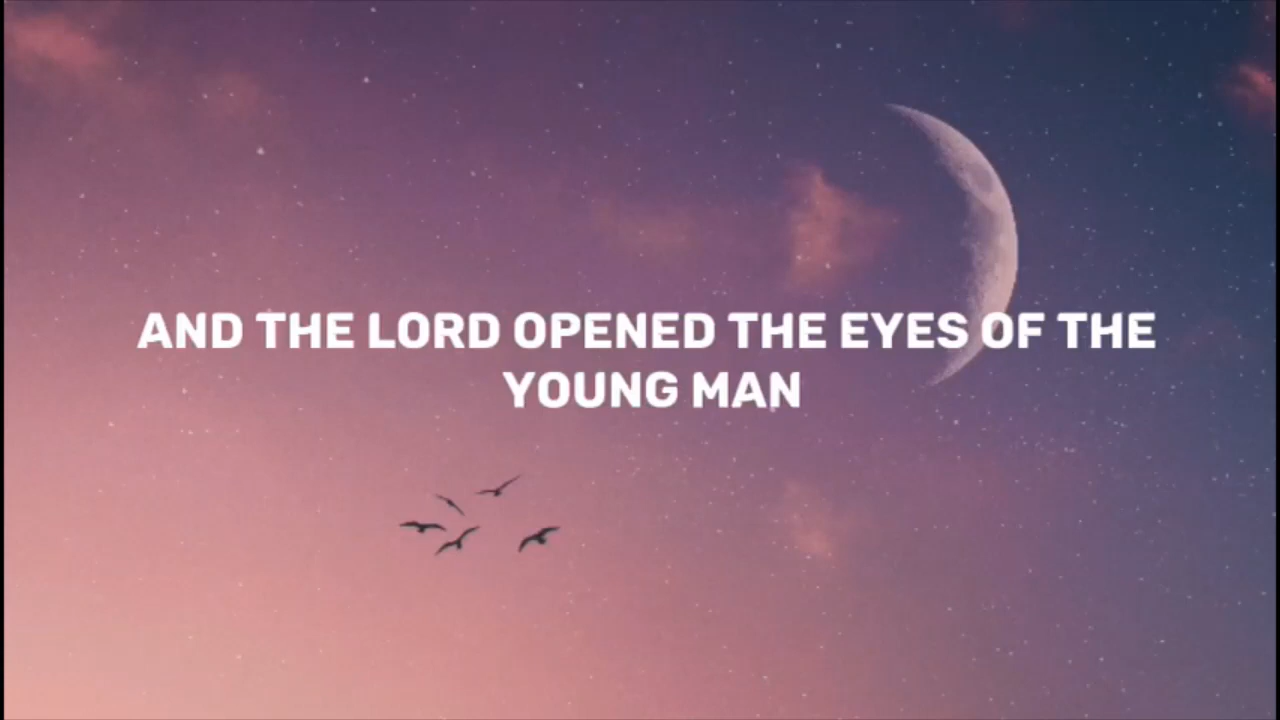 AND THE LORD OPENED THE EYES OF THE
YOUNG MAN